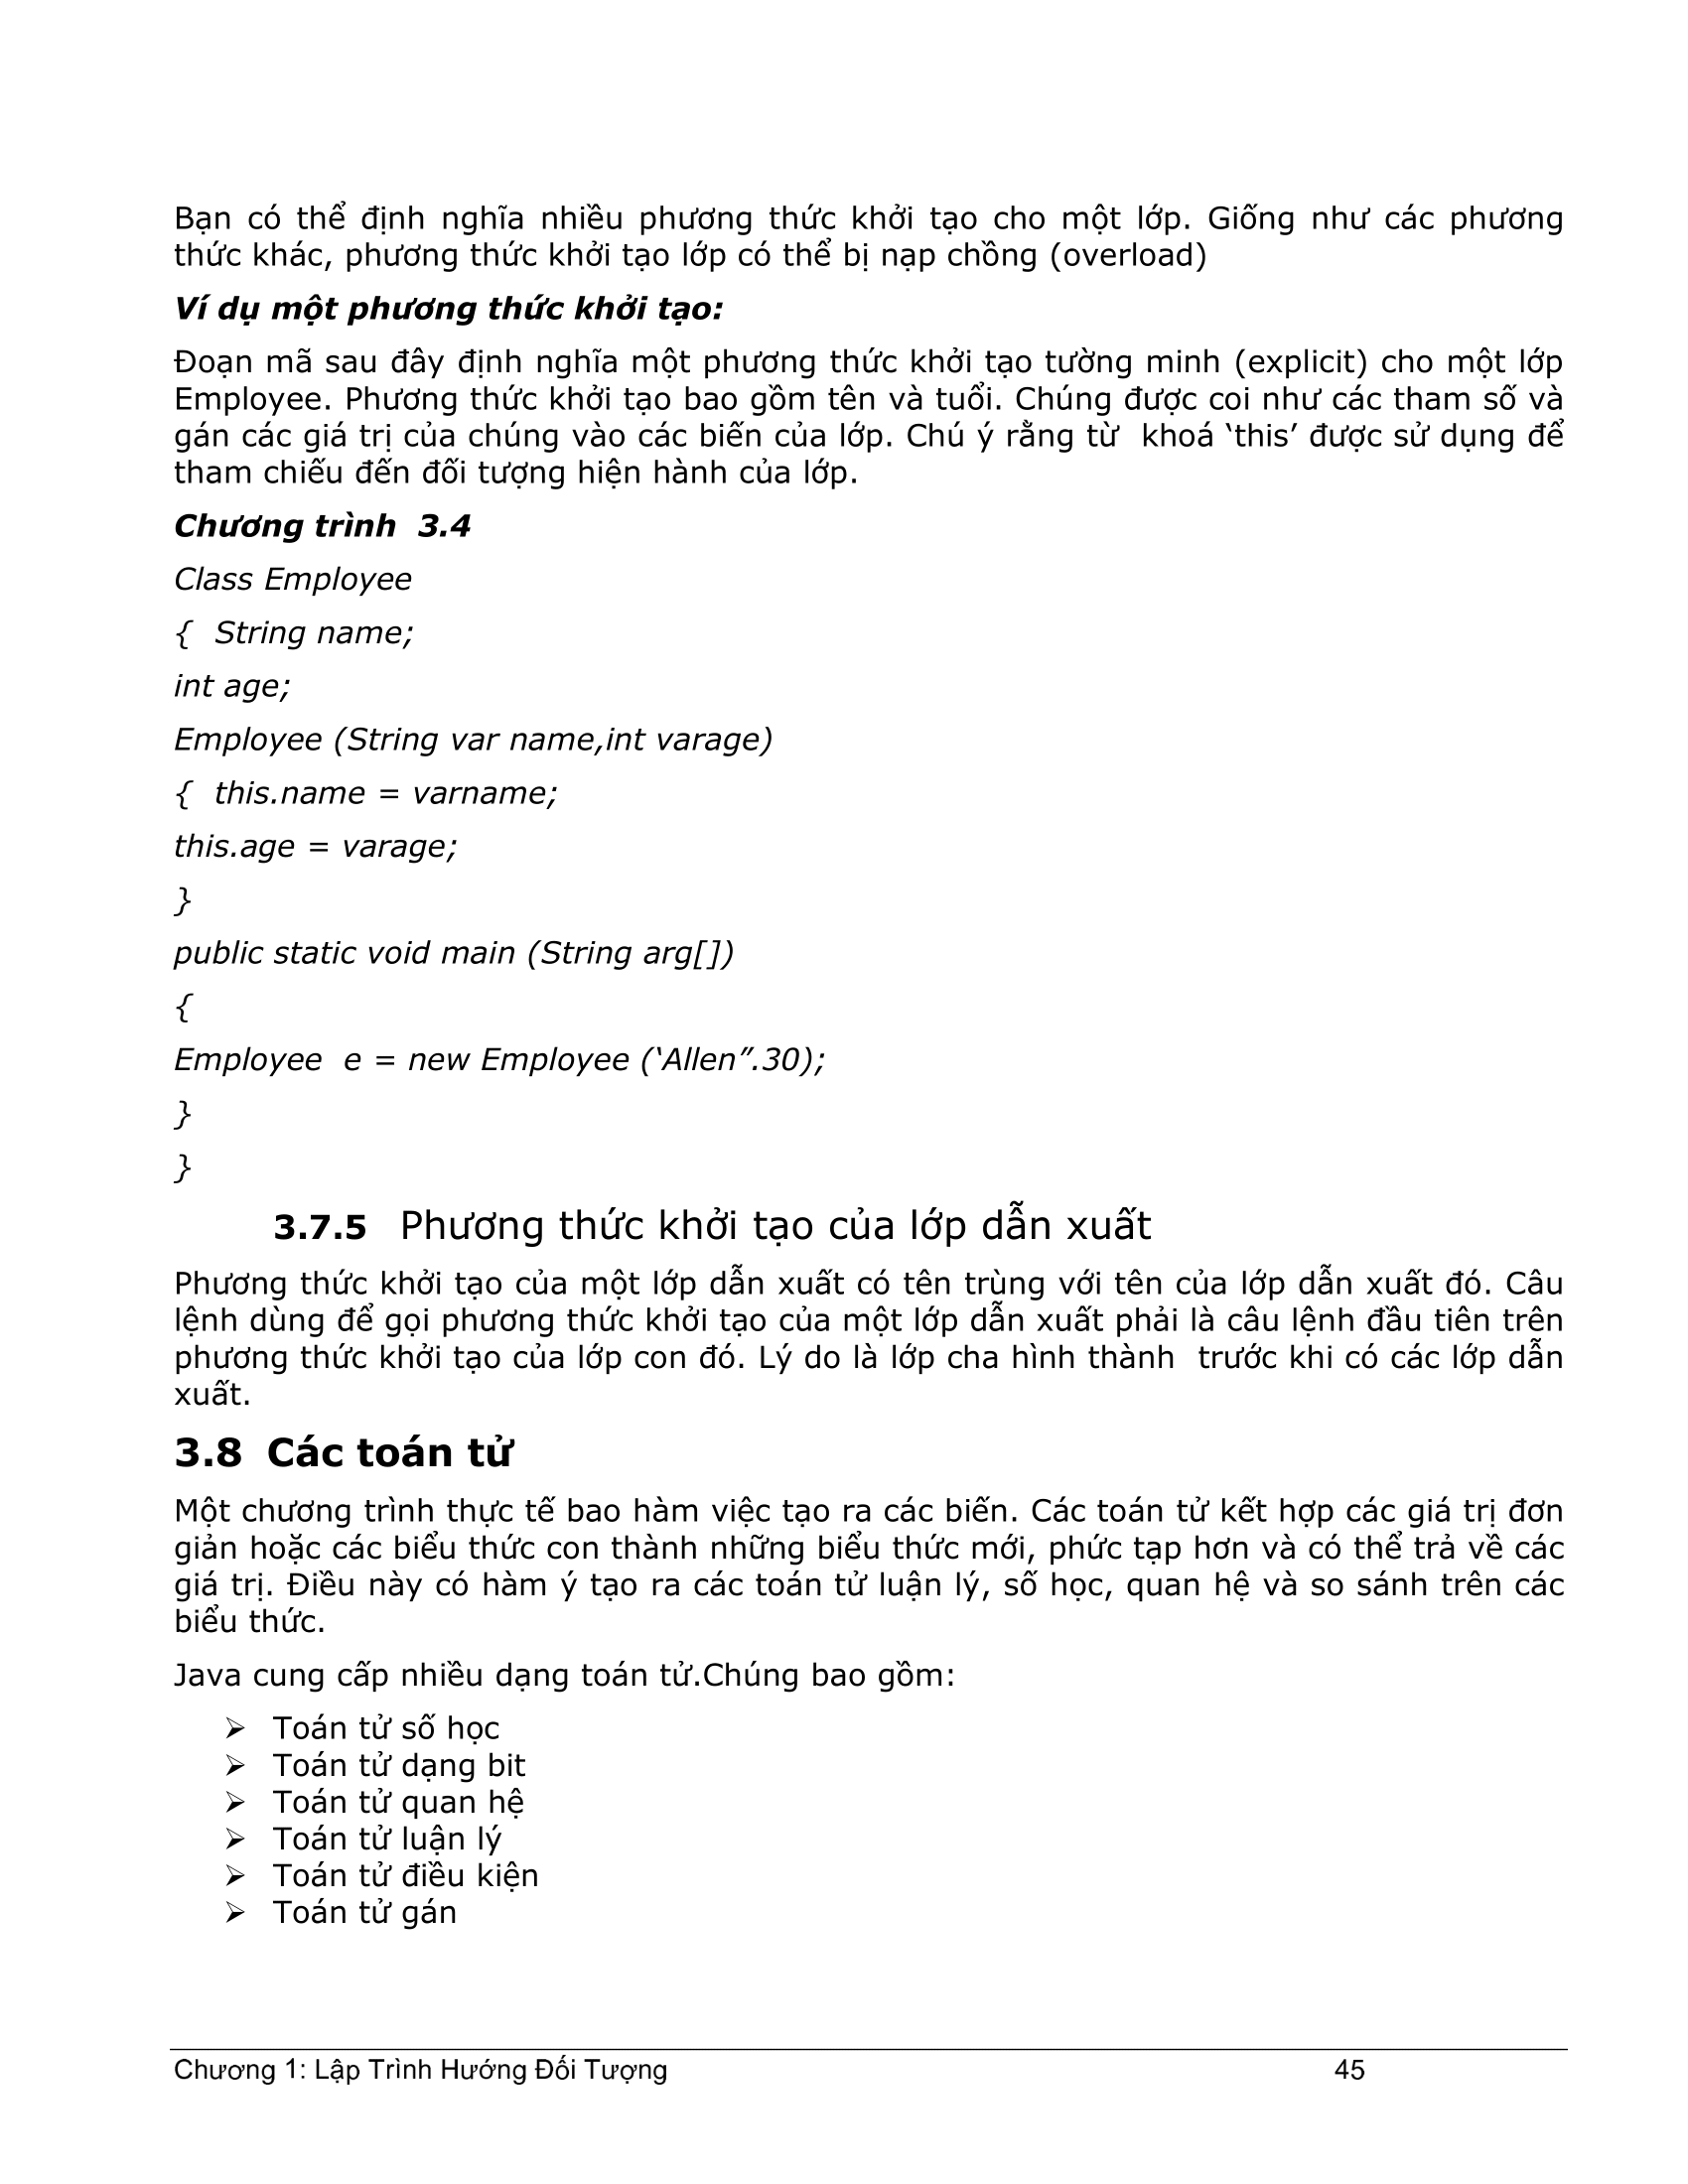 Bạn có thể định nghĩa nhiều phương thức khởi tạo cho một lớp. Giống như các phương
thức khác, phương thức khởi tạo lớp có thể bị nạp chồng (overload)
Ví dụ một phương thức khởi tạo:
Đoạn mã sau đây định nghĩa một phương thức khởi tạo tường minh (explicit) cho một lớp
Employee. Phương thức khởi tạo bao gồm tên và tuổi. Chúng được coi như các tham số và
gán các giá trị của chúng vào các biến của lớp. Chú ý rằng từ  khoá ‘this’ được sử dụng để
tham chiếu đến đối tượng hiện hành của lớp.
Chương trình  3.4
Class Employee
{  String name;
int age;
Employee (String var name,int varage)
{  this.name = varname;
this.age = varage;
}
public static void main (String arg[])
{
Employee  e = new Employee (‘Allen”.30);
}
}
3.7.5 Phương thức khởi tạo của lớp dẫn xuất
Phương thức khởi tạo của một lớp dẫn xuất có tên trùng với tên của lớp dẫn xuất đó. Câu
lệnh dùng để gọi phương thức khởi tạo của một lớp dẫn xuất phải là câu lệnh đầu tiên trên
phương thức khởi tạo của lớp con đó. Lý do là lớp cha hình thành  trước khi có các lớp dẫn
xuất.
3.8 Các toán tử
Một chương trình thực tế bao hàm việc tạo ra các biến. Các toán tử kết hợp các giá trị đơn
giản hoặc các biểu thức con thành những biểu thức mới, phức tạp hơn và có thể trả về các
giá trị. Điều này có hàm ý tạo ra các toán tử luận lý, số học, quan hệ và so sánh trên các
biểu thức.
Java cung cấp nhiều dạng toán tử.Chúng bao gồm:
➢ Toán tử số học
➢ Toán tử dạng bit
➢ Toán tử quan hệ
➢ Toán tử luận lý
➢ Toán tử điều kiện
➢ Toán tử gán
Chương 1: Lập Trình Hướng Đối Tượng 45